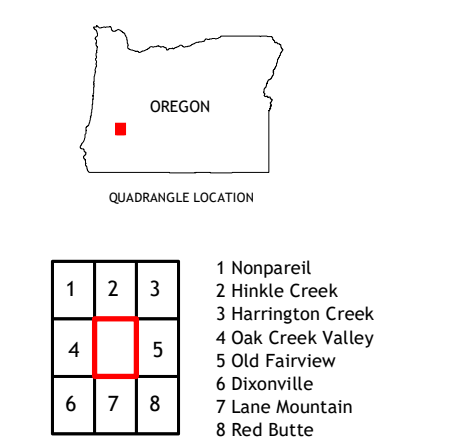 OREGON
QUADRANGLE LOCATION
1 2 3
4 5
6 7 8
1 Nonpareil
2 Hinkle Creek
3 Harrington Creek
4 Oak Creek Valley
5 Old Fairview
6 Dixonville
7 Lane Mountain
8 Red Butte